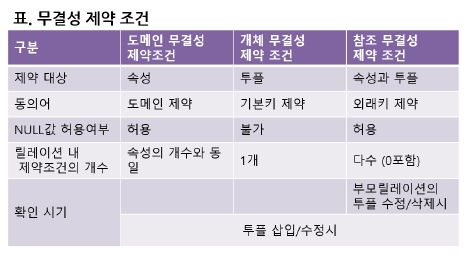 표. 무결성 제약 조건
구분
도메인 무결성
제약조건
개체 무결성
제약 조건
참조 무결성
제약 조건
제약 대상
속성
투플
속성과 투플
동의어
도메인 제약
기본키 제약
외래키 제약
NULL값 허용여부
허용
불가
허용
릴레이션 내
제약조건의 개수
속성의 개수와 동
일
1개
다수 (0포함)
확인 시기
부모릴레이션의
투플 수정/삭제시
투플 삽입/수정시